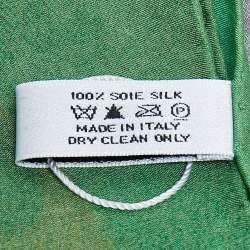 100% SOIE SILK
P
MADE IN ITALY
DRY CLEAN ONLY